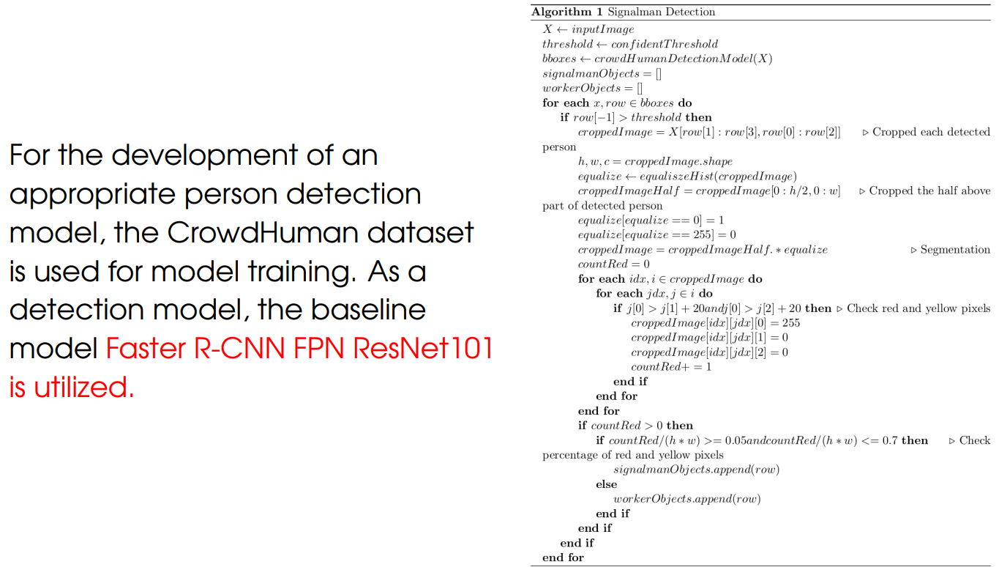 For the development of an
appropriate person detection
model, the CrowdHuman dataset
is used for model training. As a
detection model, the baseline
model Faster R-CNN FPN ResNet101
is utilized.
Algorithm 1 Signalman Detection
X ← inputImage
threshold ← confidentThreshold
bboxes ← crowdHumanDetectionModel(X)
signalmanObjects = []
workerObjects = []
for each x, row ∈ bboxes do
if row[−1] > threshold then
croppedImage = X[row[1] : row[3], row[0] : row[2]] ▷ Cropped each detected
person
h, w, c = croppedImage.shape
equalize ← equaliszeHist(croppedImage)
croppedImageHalf = croppedImage[0 : h/2, 0 : w] ▷ Cropped the half above
part of detected person
equalize[equalize == 0] = 1
equalize[equalize == 255] = 0
croppedImage = croppedImageHalf. ∗ equalize ▷ Segmentation
countRed = 0
for each idx, i ∈ croppedImage do
for each jdx, j ∈ i do
if j[0] > j[1] + 20andj[0] > j[2] + 20 then ▷ Check red and yellow pixels
croppedImage[idx][jdx][0] = 255
croppedImage[idx][jdx][1] = 0
croppedImage[idx][jdx][2] = 0
countRed+ = 1
end if
end for
end for
if countRed > 0 then
if countRed/(h ∗ w) >= 0.05andcountRed/(h ∗ w) <= 0.7 then ▷ Check
percentage of red and yellow pixels
signalmanObjects.append(row)
else
workerObjects.append(row)
end if
end if
end if
end for